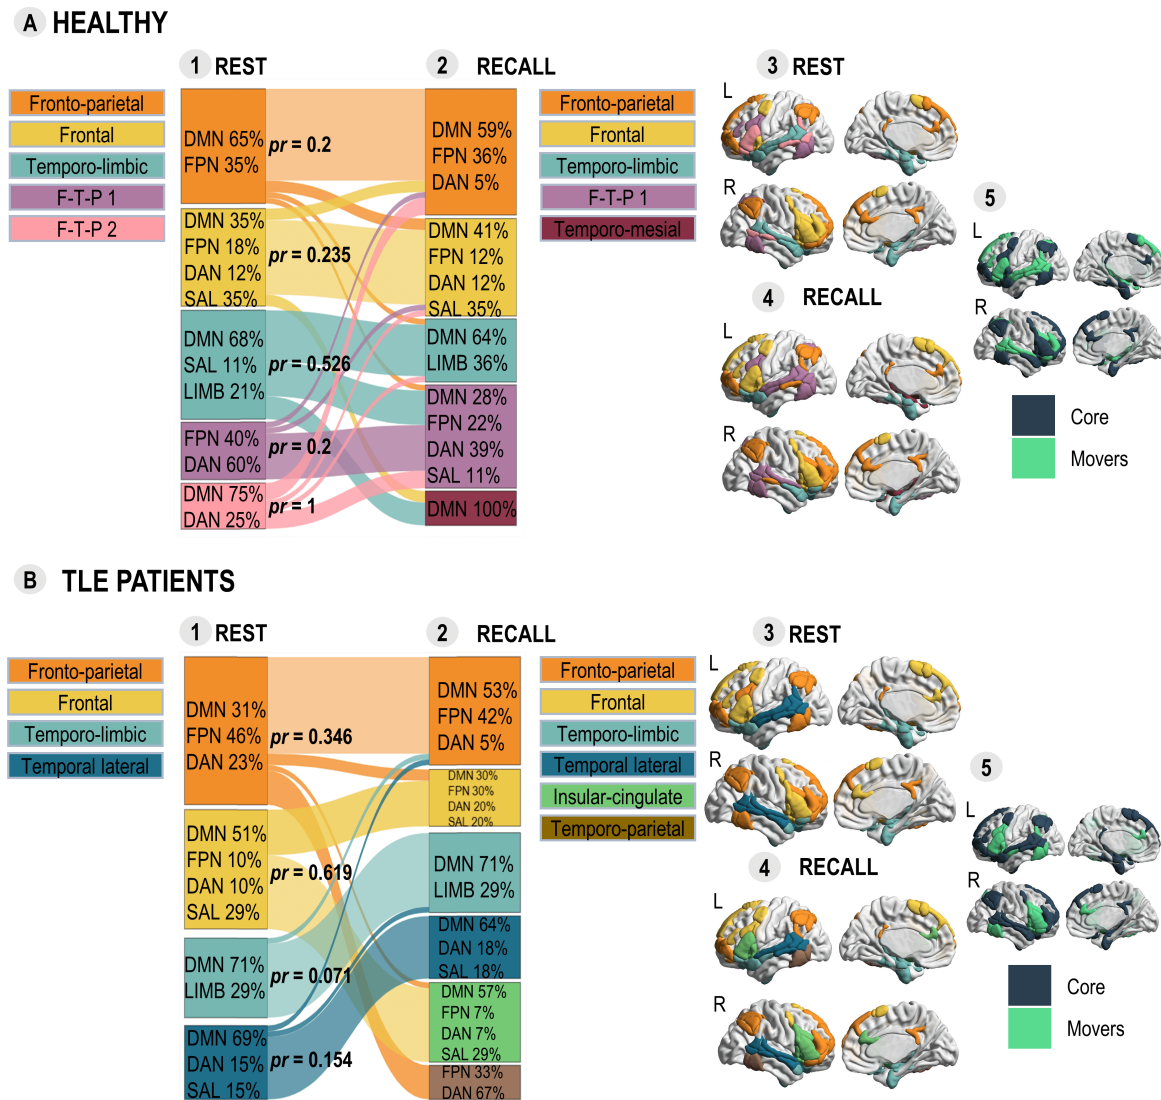 A HEALTHY
1 REST
2 RECALL
3 REST
Fronto-parietal
Frontal
Temporo-limbic
F-T-P 1
F-T-P 2
DMN 65%
FPN 35%
pr = 0.2
DMN 35%
FPN 18%
DAN 12%
SAL 35%
pr = 0.235
DMN 68%
SAL 11%
LIMB 21%
pr = 0.526
FPN 40%
DAN 60%
pr = 0.2
DMN 75%
DAN 25%
pr = 1
DMN 59%
FPN 36%
DAN 5%
DMN 41%
FPN 12%
DAN 12%
SAL 35%
DMN 64%
LIMB 36%
DMN 28%
FPN 22%
DAN 39%
SAL 11%
DMN 100%
Fronto-parietal
Frontal
Temporo-limbic
F-T-P 1
Temporo-mesial
L
R
4 RECALL
L
R
5
L
R
Core
Movers
B TLE PATIENTS
1 REST
2 RECALL
3 REST
Fronto-parietal
Frontal
Temporo-limbic
Temporal lateral
DMN 31%
FPN 46%
DAN 23%
pr = 0.346
DMN 51%
FPN 10%
DAN 10%
SAL 29%
pr = 0.619
DMN 71%
LIMB 29%
pr = 0.071
DMN 69%
DAN 15%
SAL 15%
pr = 0.154
DMN 53%
FPN 42%
DAN 5%
DMN 30%
FPN 30%
DAN 20%
SAL 20%
DMN 71%
LIMB 29%
DMN 64%
DAN 18%
SAL 18%
DMN 57%
FPN 7%
DAN 7%
SAL 29%
FPN 33%
DAN 67%
Fronto-parietal
Frontal
Temporo-limbic
Temporal lateral
Insular-cingulate
Temporo-parietal
L
R
4 RECALL
L
R
5
L
R
Core
Movers